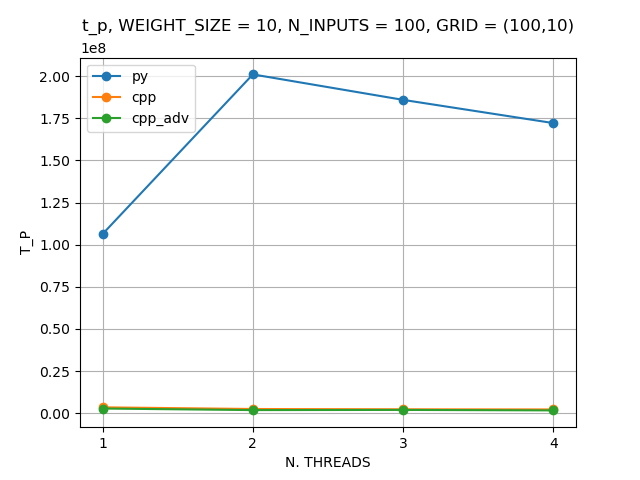 t_p, WEIGHT_SIZE = 10, N_INPUTS = 100, GRID = (100,10)
1e8
py
cpp
cpp_adv
2.00
1.75
1.50
1.25
1.00
0.75
0.50
0.25
0.00
T_P
1 2 3 4
N. THREADS